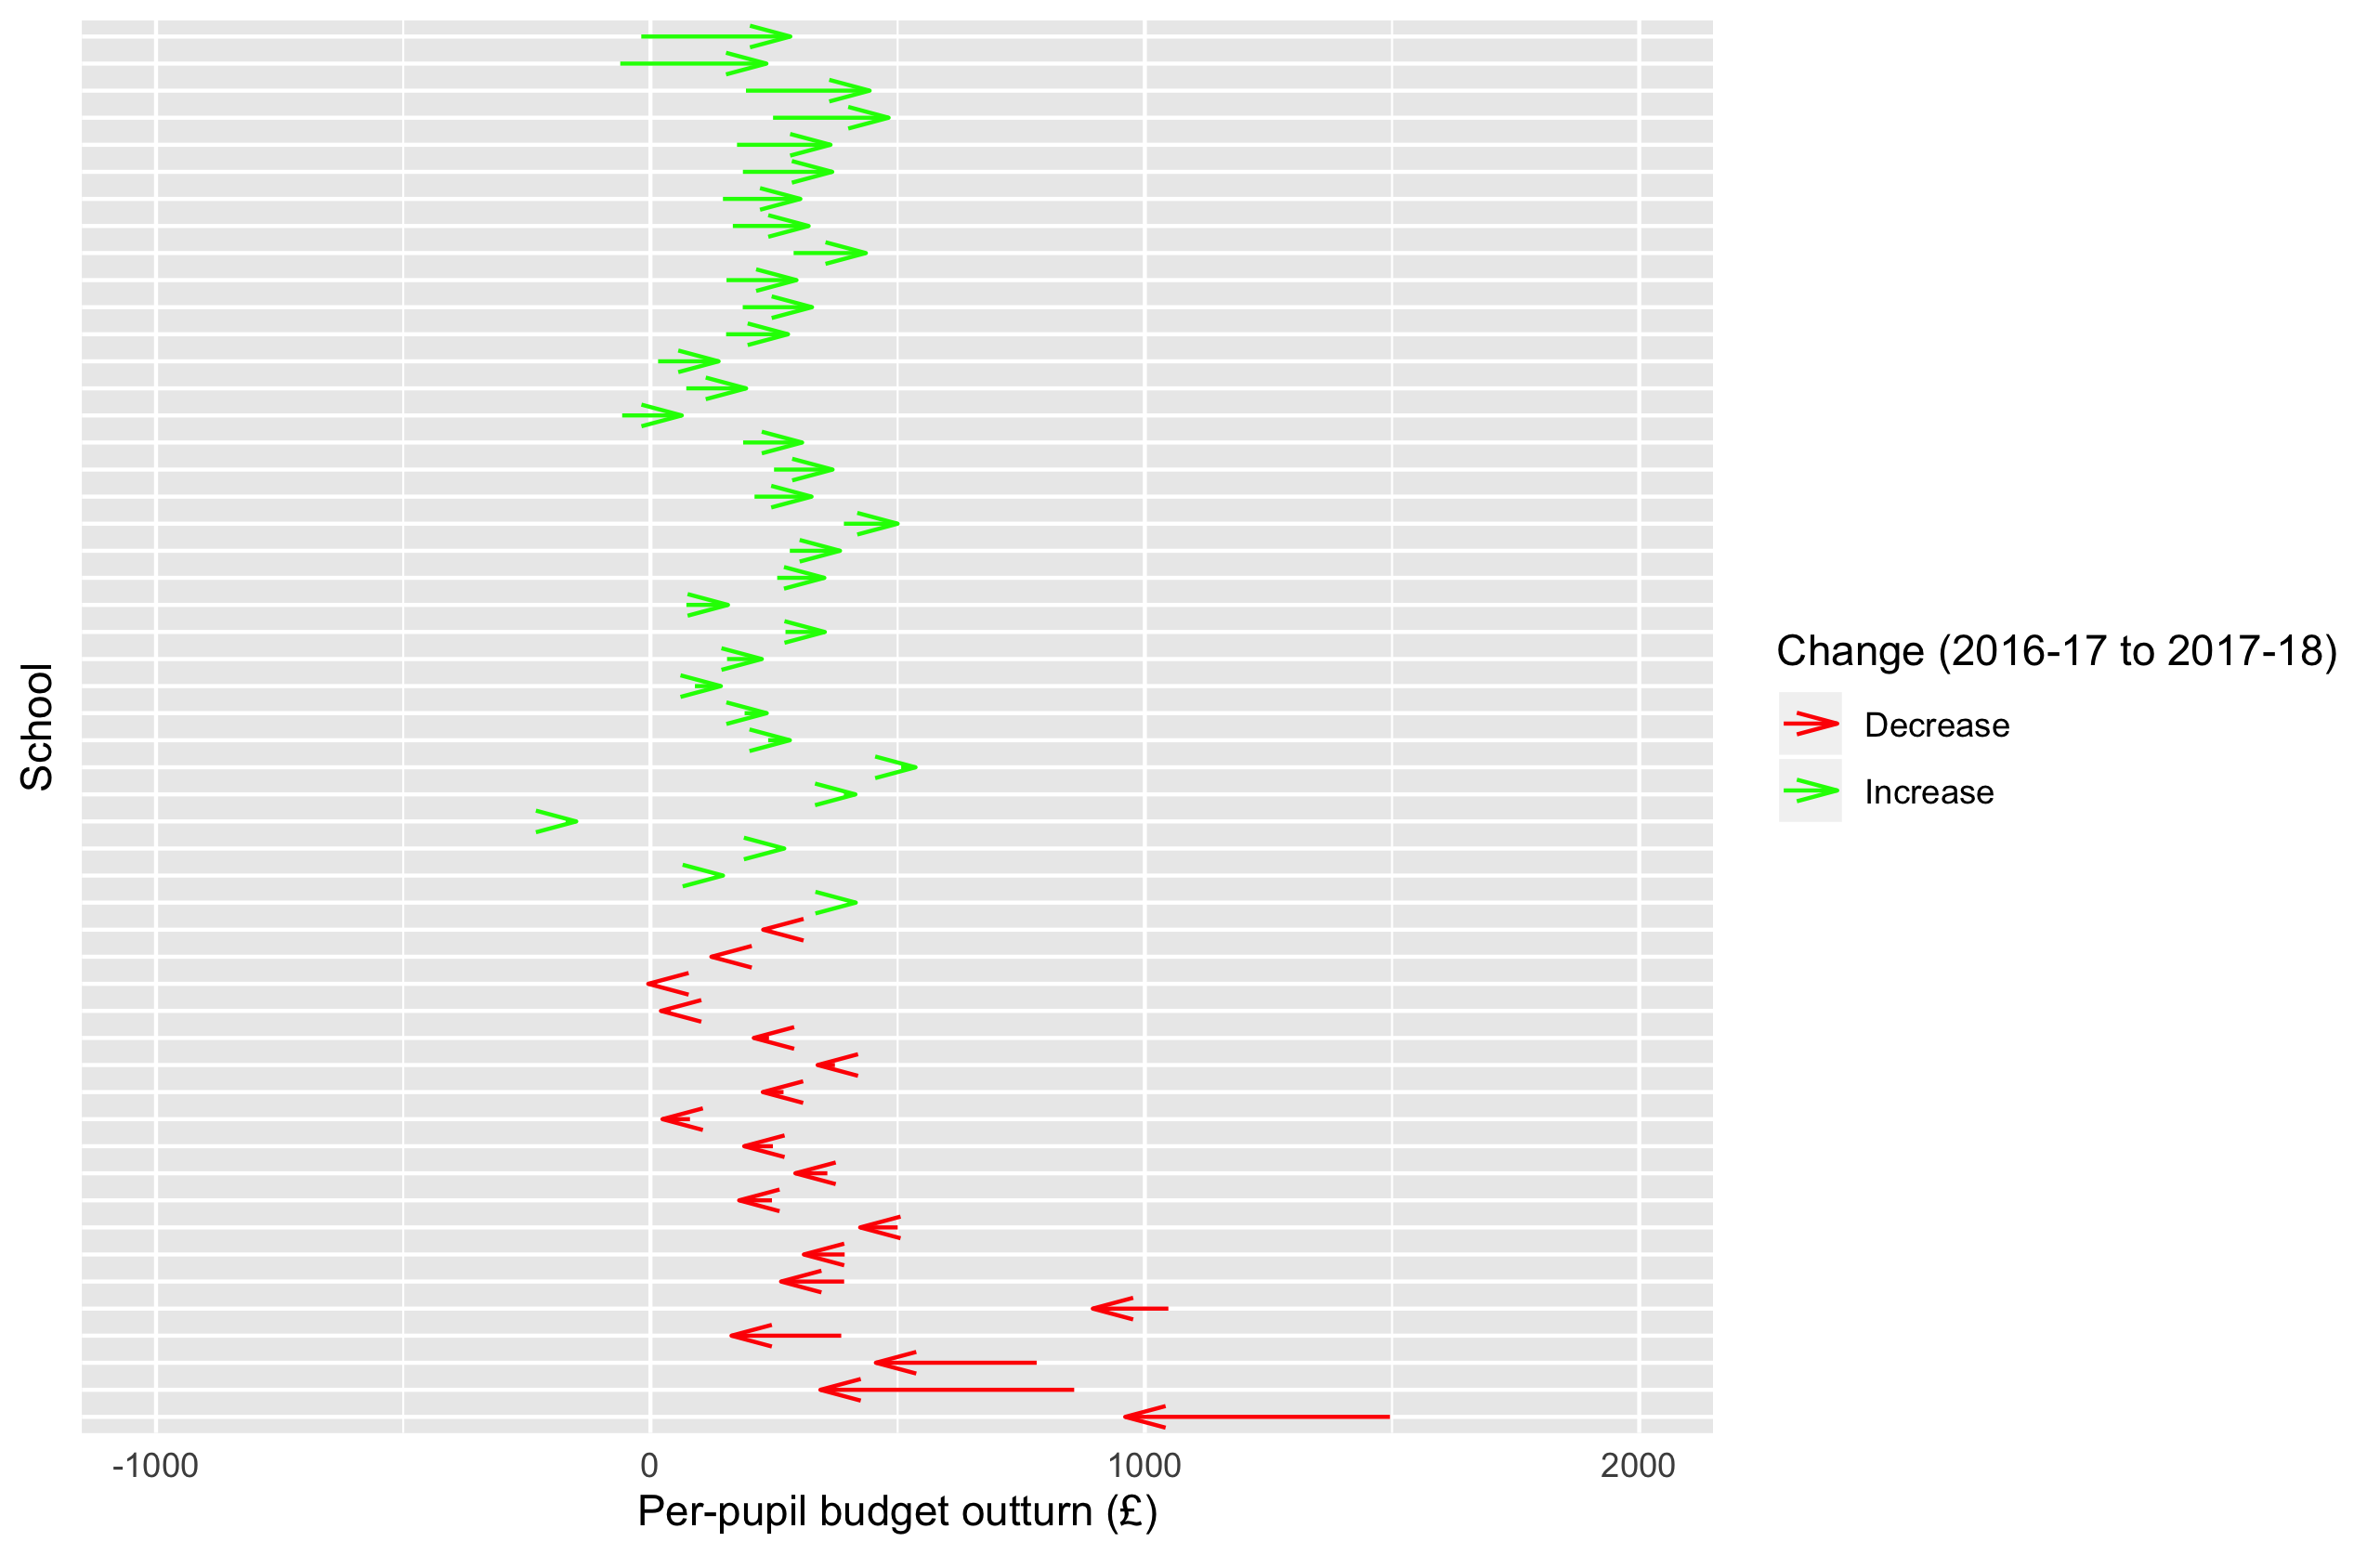 School
-1000
0
1000
2000
Per-pupil budget outturn (£)
Change (2016-17 to 2017-18)
Decrease
Increase